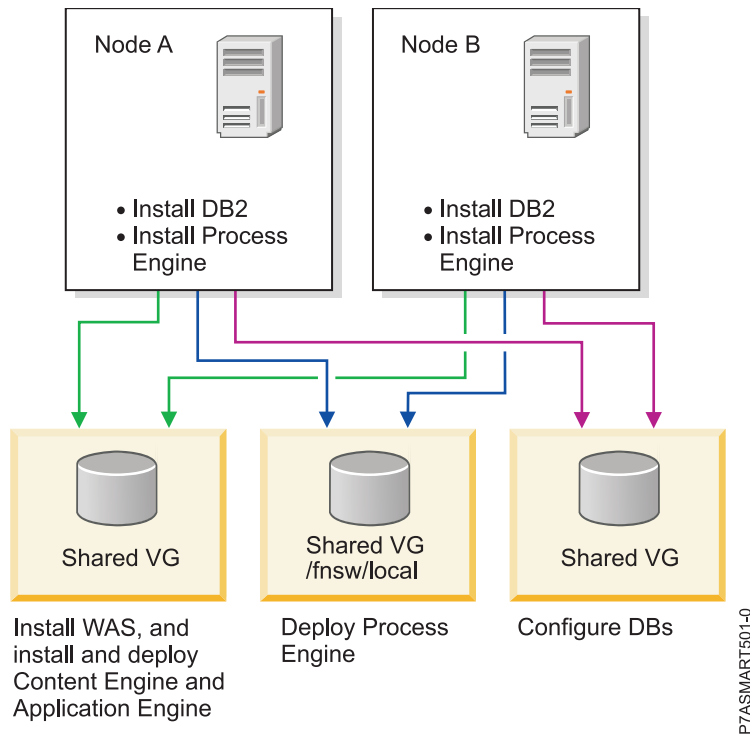 Node A
• Install DB2
• Install Process
Engine
Node B
• Install DB2
• Install Process
Engine
Shared VG
Shared VG
/fnsw/local
Shared VG
Install WAS, and
install and deploy
Content Engine and
Application Engine
Deploy Process
Engine
Configure DBs
P7ASMART501-0